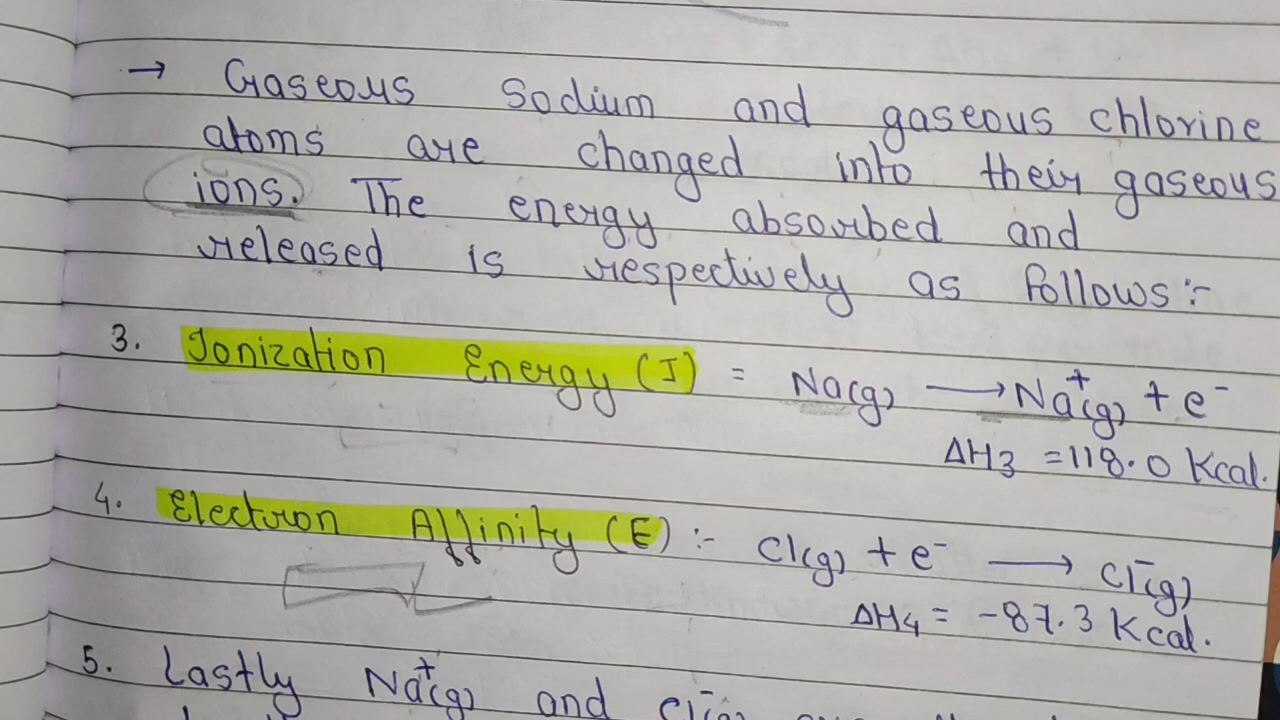 → Gaseous sodium and gaseous chlorine
atoms are changed into their gaseous
ions. The energy absorbed and
released is respectively as follows:-
3. Ionization Energy (I) = Na(g) ⟶ Na⁺(g) + e⁻
ΔH3 = 118.0 Kcal.
4. Electron Affinity (E) :- Cl(g) + e⁻ ⟶ Cl⁻(g)
ΔH4 = -87.3 Kcal.
5. Lastly Na⁺(g) and Cl⁻(g)